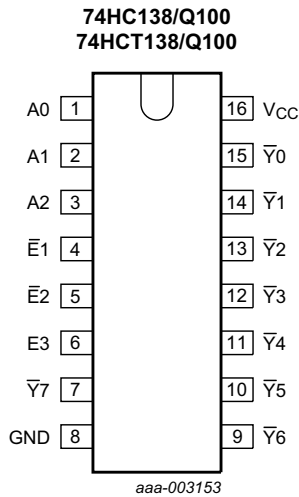 74HC138/Q100
74HCT138/Q100
A0 1 16 VCC
A1 2 15 Y̅0
A2 3 14 Y̅1
E̅1 4 13 Y̅2
E̅2 5 12 Y̅3
E3 6 11 Y̅4
Y̅7 7 10 Y̅5
GND 8 9 Y̅6
aaa-003153